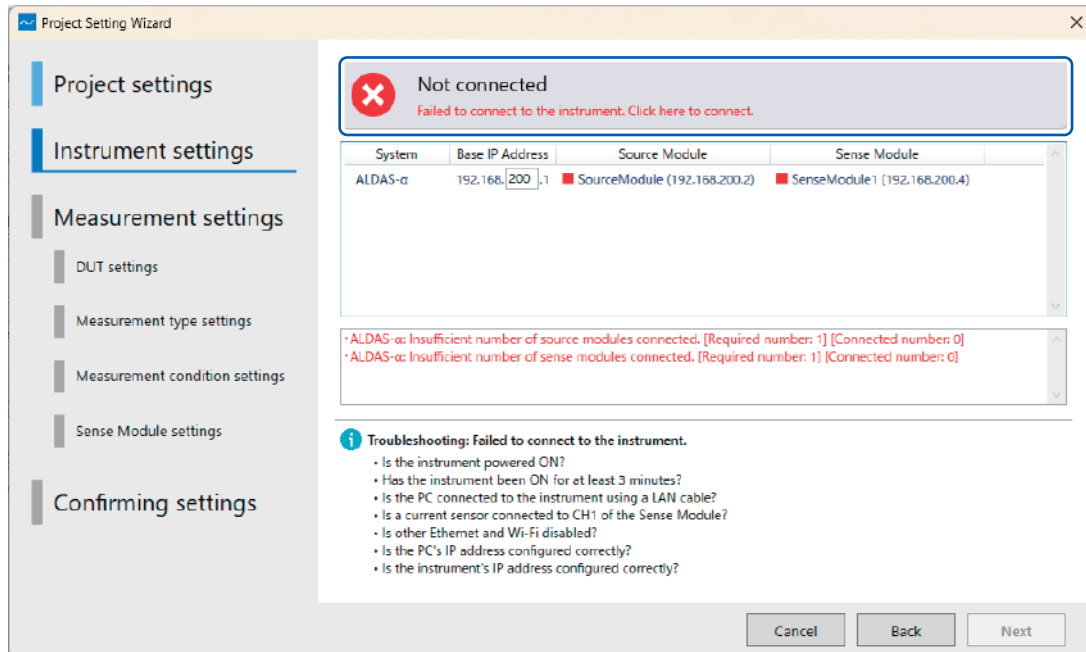 Project Setting Wizard
Project settings
Instrument settings
Measurement settings
DUT settings
Measurement type settings
Measurement condition settings
Sense Module settings
Confirming settings
Not connected
Failed to connect to the instrument. Click here to connect.
System Base IP Address Source Module Sense Module
ALDAS-α 192.168.200.1 SourceModule (192.168.200.2) SenseModule1 (192.168.200.4)
･ALDAS-α: Insufficient number of source modules connected. [Required number: 1] [Connected number: 0]
･ALDAS-α: Insufficient number of sense modules connected. [Required number: 1] [Connected number: 0]
Troubleshooting: Failed to connect to the instrument.
• Is the instrument powered ON?
• Has the instrument been ON for at least 3 minutes?
• Is the PC connected to the instrument using a LAN cable?
• Is a current sensor connected to CH1 of the Sense Module?
• Is other Ethernet and Wi-Fi disabled?
• Is the PC's IP address configured correctly?
• Is the instrument's IP address configured correctly?
Cancel Back Next